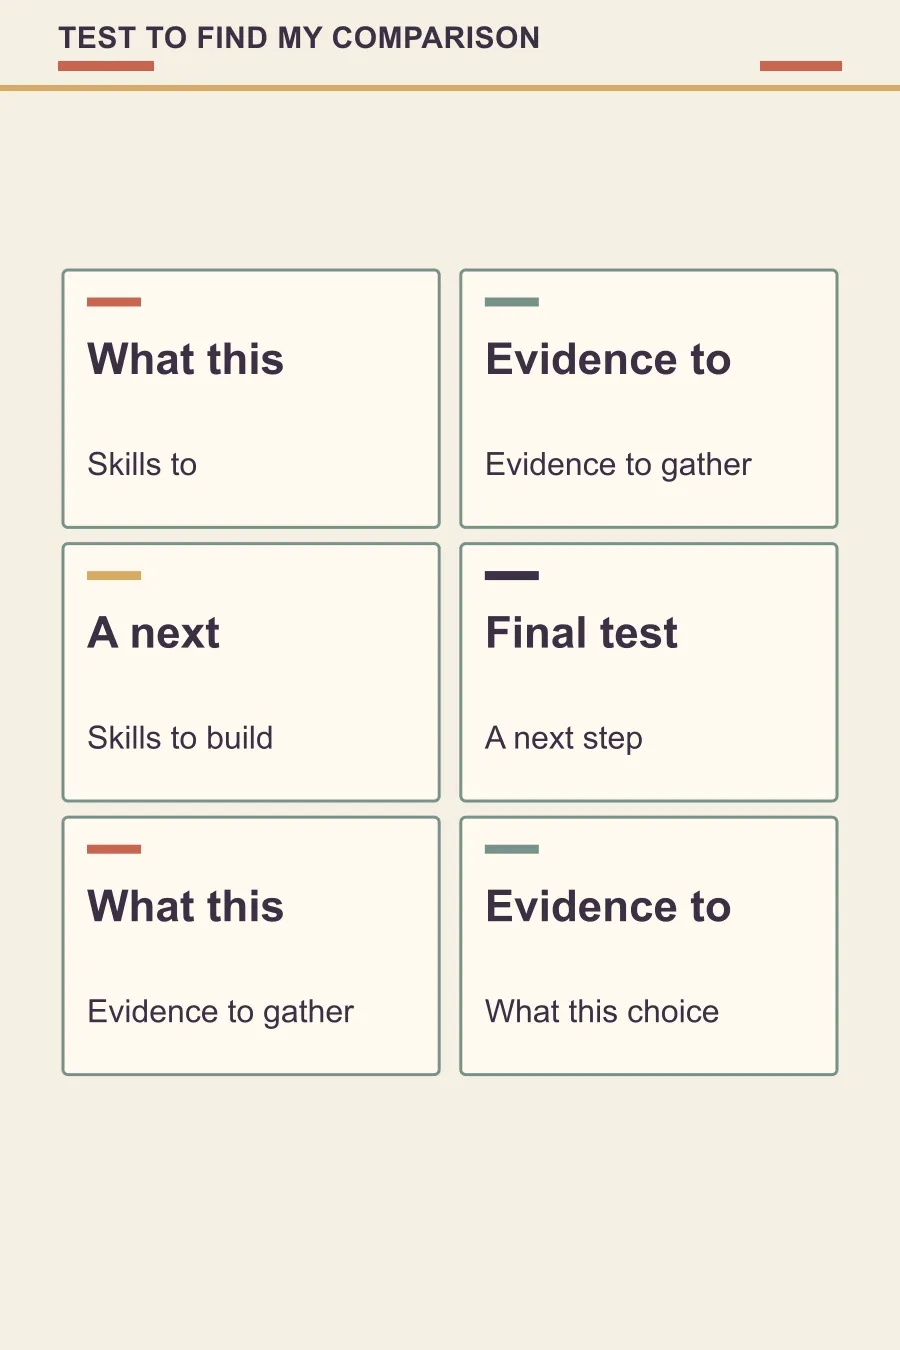 TEST TO FIND MY COMPARISON
What this
Skills to
Evidence to
Evidence to gather
A next
Skills to build
Final test
A next step
What this
Evidence to gather
Evidence to
What this choice